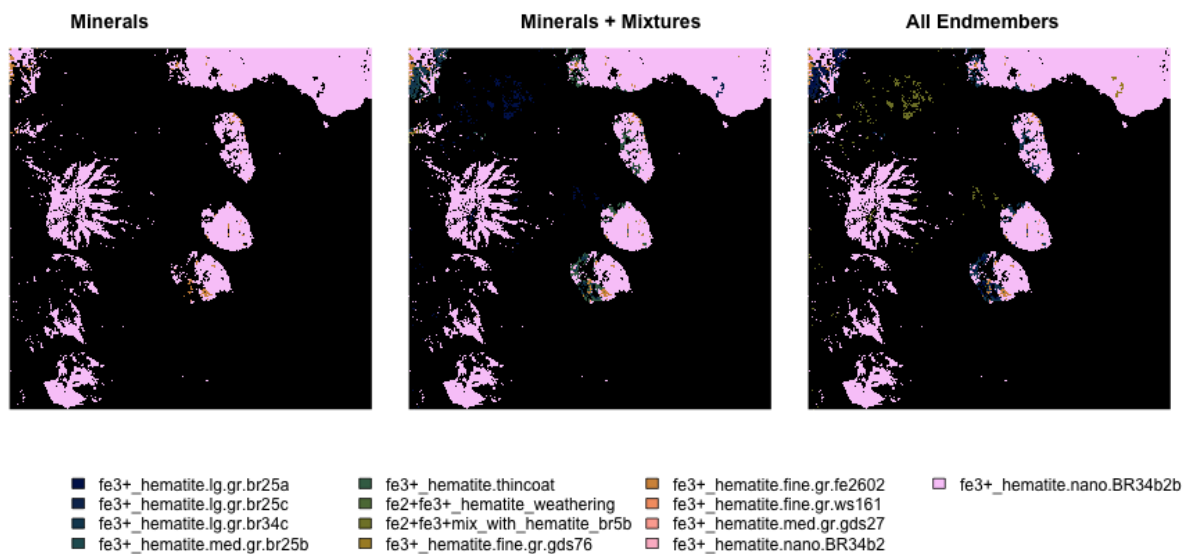 Minerals
Minerals + Mixtures
All Endmembers
fe3+_hematite.lg.gr.br25a
fe3+_hematite.lg.gr.br25c
fe3+_hematite.lg.gr.br34c
fe3+_hematite.med.gr.br25b
fe3+_hematite.thincoat
fe2+fe3+_hematite_weathering
fe2+fe3+mix_with_hematite_br5b
fe3+_hematite.fine.gr.gds76
fe3+_hematite.fine.gr.fe2602
fe3+_hematite.fine.gr.ws161
fe3+_hematite.med.gr.gds27
fe3+_hematite.nano.BR34b2
fe3+_hematite.nano.BR34b2b